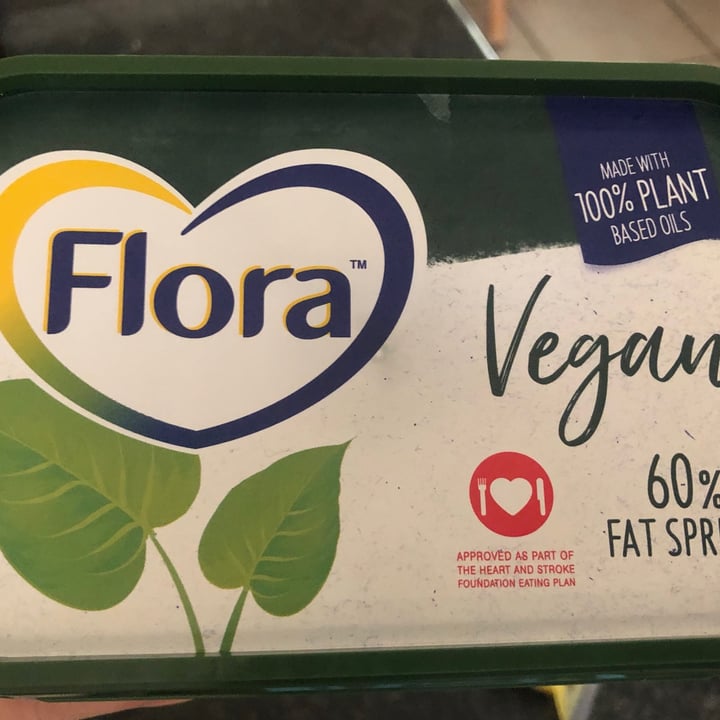 Flora™
MADE WITH
100% PLANT
BASED OILS
Vegan
60%
FAT SPR
APPROVED AS PART OF
THE HEART AND STROKE
FOUNDATION EATING PLAN